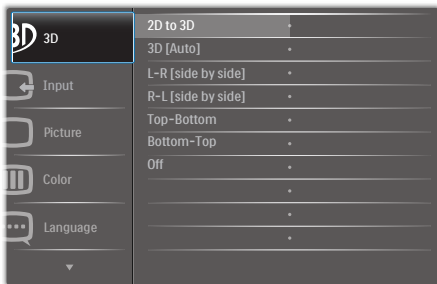 3D 3D
Input
Picture
Color
Language
2D to 3D
3D [Auto]
L-R [side by side]
R-L [side by side]
Top-Bottom
Bottom-Top
Off